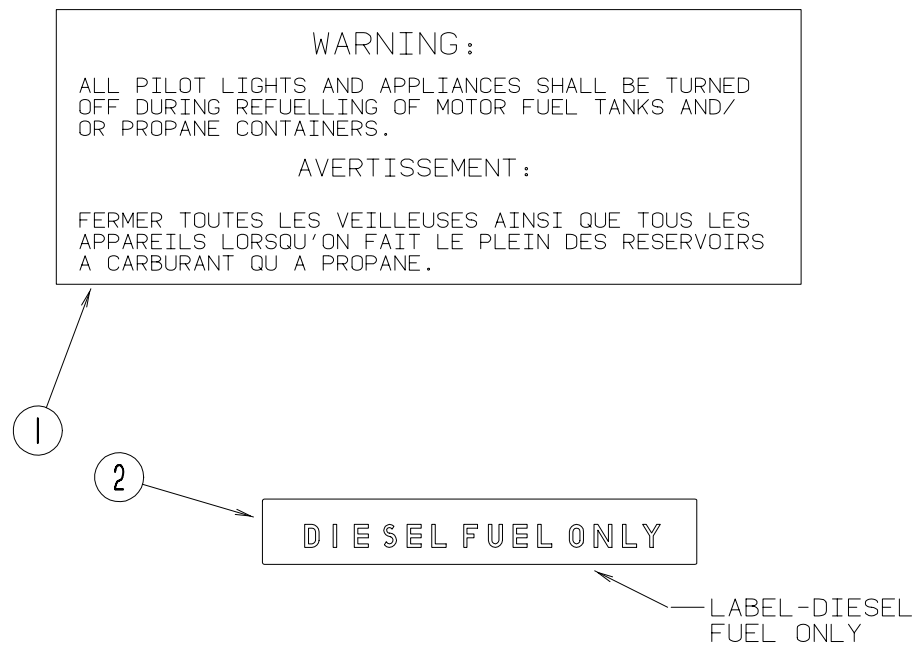 WARNING:
ALL PILOT LIGHTS AND APPLIANCES SHALL BE TURNED
OFF DURING REFUELLING OF MOTOR FUEL TANKS AND/
OR PROPANE CONTAINERS.
AVERTISSEMENT:
FERMER TOUTES LES VEILLEUSES AINSI QUE TOUS LES
APPAREILS LORSQU'ON FAIT LE PLEIN DES RESERVOIRS
A CARBURANT QU A PROPANE.
1
2
DIESEL FUEL ONLY
LABEL-DIESEL
FUEL ONLY